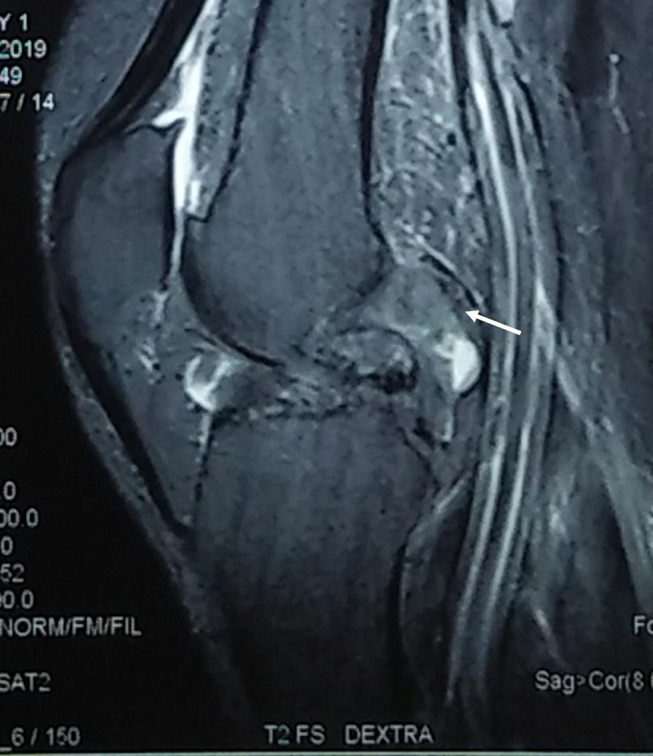 Y 1
2019
49
7 / 14
00
.0
00.0
0
52
00.0
NORM/FM/FIL
SAT2
_6 / 150
T2 FS DEXTRA
Fo
Sag>Cor(8